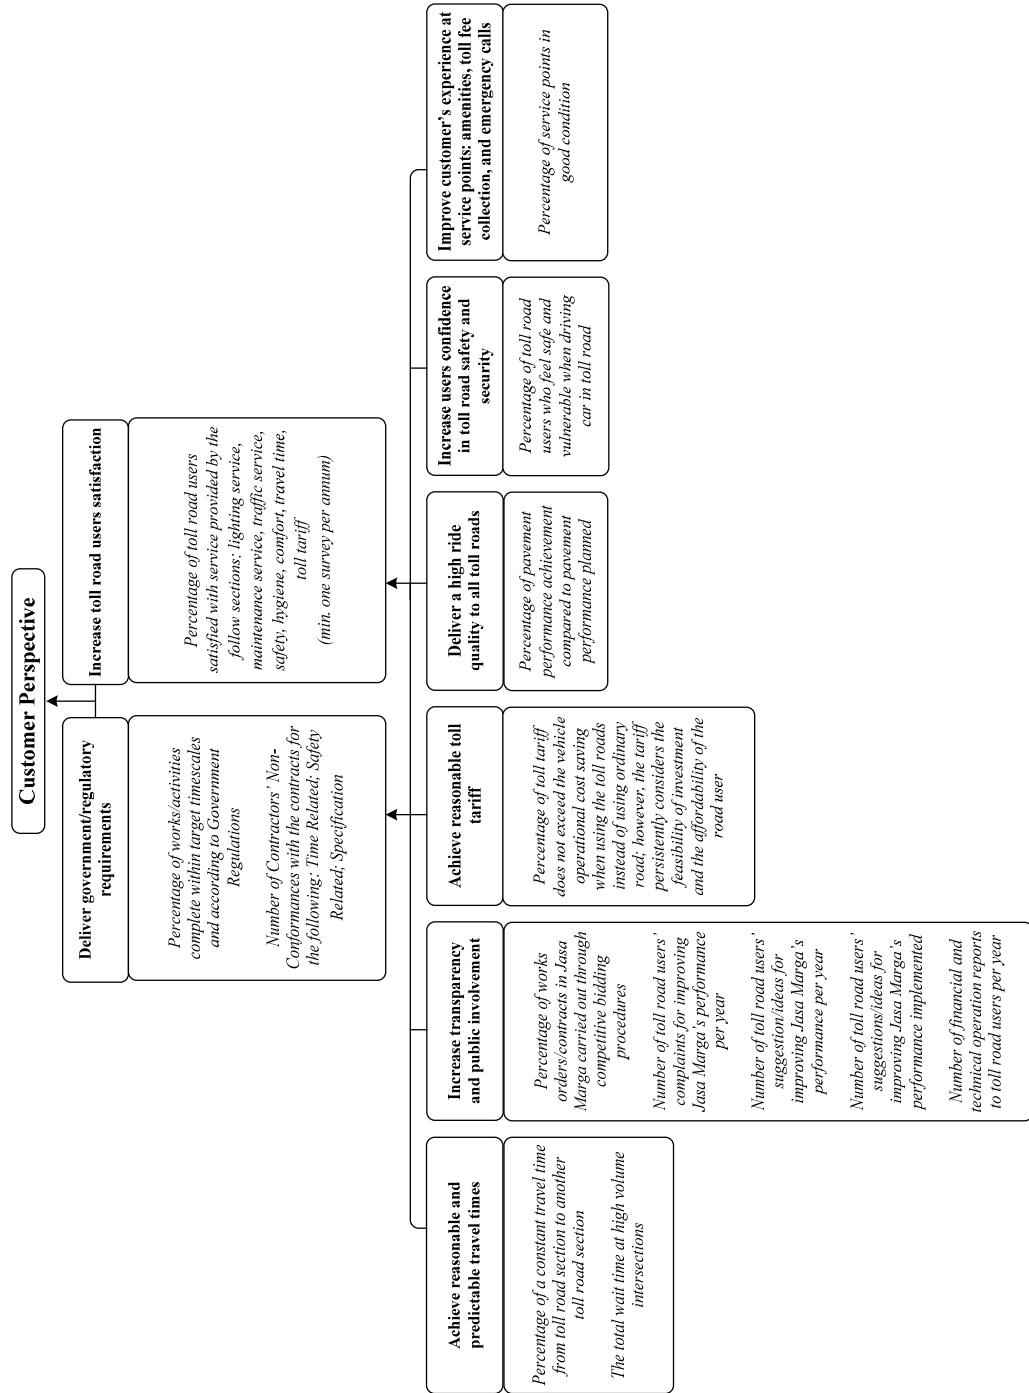 Customer Perspective
Deliver government/regulatory
requirements
Percentage of works/activities
complete within target timescales
and according to Government
Regulations
Number of Contractors’ Non-
Conformances with the contracts for
the following: Time Related; Safety
Related; Specification
Increase toll road users satisfaction
Percentage of toll road users
satisfied with service provided by the
follow sections: lighting service,
maintenance service, traffic service,
safety, hygiene, comfort, travel time,
toll tariff
(min. one survey per annum)
Achieve reasonable and
predictable travel times
Percentage of a constant travel time
from toll road section to another
toll road section
The total wait time at high volume
intersections
Increase transparency
and public involvement
Percentage of works
orders/contracts in Jasa
Marga carried out through
competitive bidding
procedures
Number of toll road users’
complaints for improving
Jasa Marga’s performance
per year
Number of toll road users’
suggestion/ideas for
improving Jasa Marga’s
performance per year
Number of toll road users’
suggestions/ideas for
improving Jasa Marga’s
performance implemented
Number of financial and
technical operation reports
to toll road users per year
Achieve reasonable toll
tariff
Percentage of toll tariff
does not exceed the vehicle
operational cost saving
when using the toll roads
instead of using ordinary
road; however, the tariff
persistently considers the
feasibility of investment
and the affordability of the
road user
Deliver a high ride
quality to all toll roads
Percentage of pavement
performance achievement
compared to pavement
performance planned
Increase users confidence
in toll road safety and
security
Percentage of toll road
users who feel safe and
vulnerable when driving
car in toll road
Improve customer’s experience at
service points: amenities, toll fee
collection, and emergency calls
Percentage of service points in
good condition